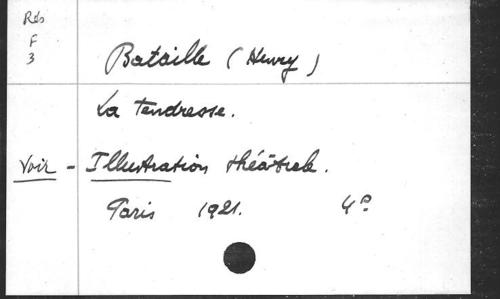 Rés
F
3
Bataille (Henry)
La Tendresse.
Voir - Illustration théâtrale.
Paris 1921. 4°